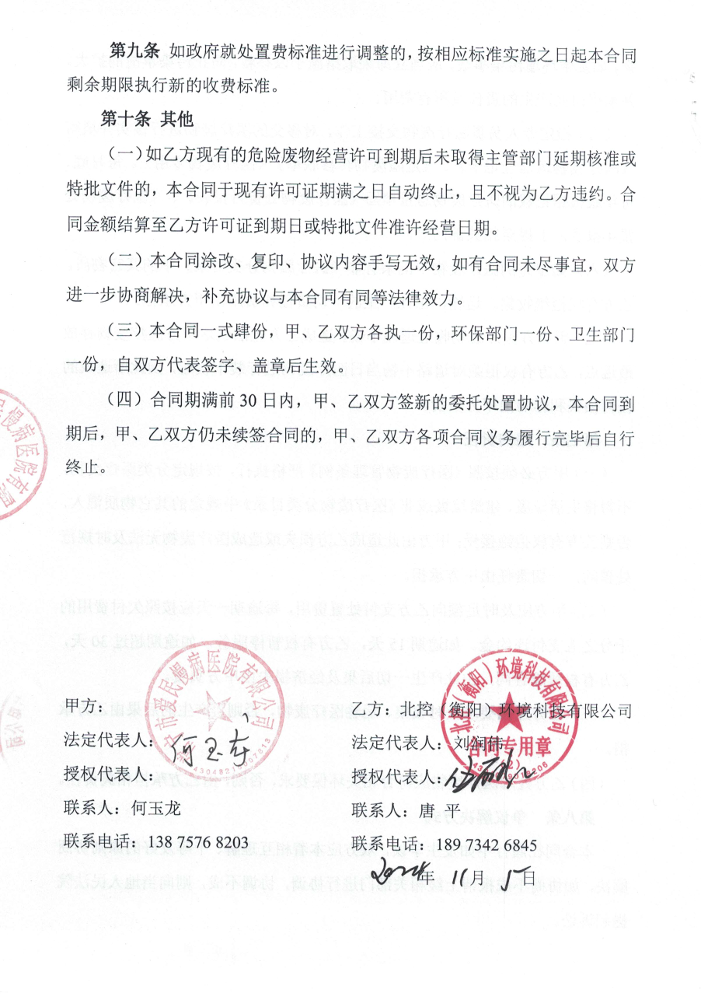 第九条 如政府就处置费标准进行调整的，按相应标准实施之日起本合同
剩余期限执行新的收费标准。
第十条 其他
（一）如乙方现有的危险废物经营许可到期后未取得主管部门延期核准或
特批文件的，本合同于现有许可证期满之日自动终止，且不视为乙方违约。合
同金额结算至乙方许可证到期日或特批文件准许经营日期。
（二）本合同涂改、复印、协议内容手写无效，如有合同未尽事宜，双方
进一步协商解决，补充协议与本合同有同等法律效力。
（三）本合同一式肆份，甲、乙双方各执一份，环保部门一份、卫生部门
一份，自双方代表签字、盖章后生效。
（四）合同期满前 30 日内，甲、乙双方签新的委托处置协议，本合同到
期后，甲、乙双方仍未续签合同的，甲、乙双方各项合同义务履行完毕后自行
终止。
民慢病医院有
市爱民慢病医院有限公司
甲方：
法定代表人：
授权代表人：
联系人：何玉龙
联系电话：138 7576 8203
北控（衡阳）环境科技有限公司
合同专用章
（2）
乙方：北控（衡阳）环境科技有限公司
法定代表人：刘润伟
授权代表人：
联系人：唐 平
联系电话：189 7342 6845
2024年 11月 15日